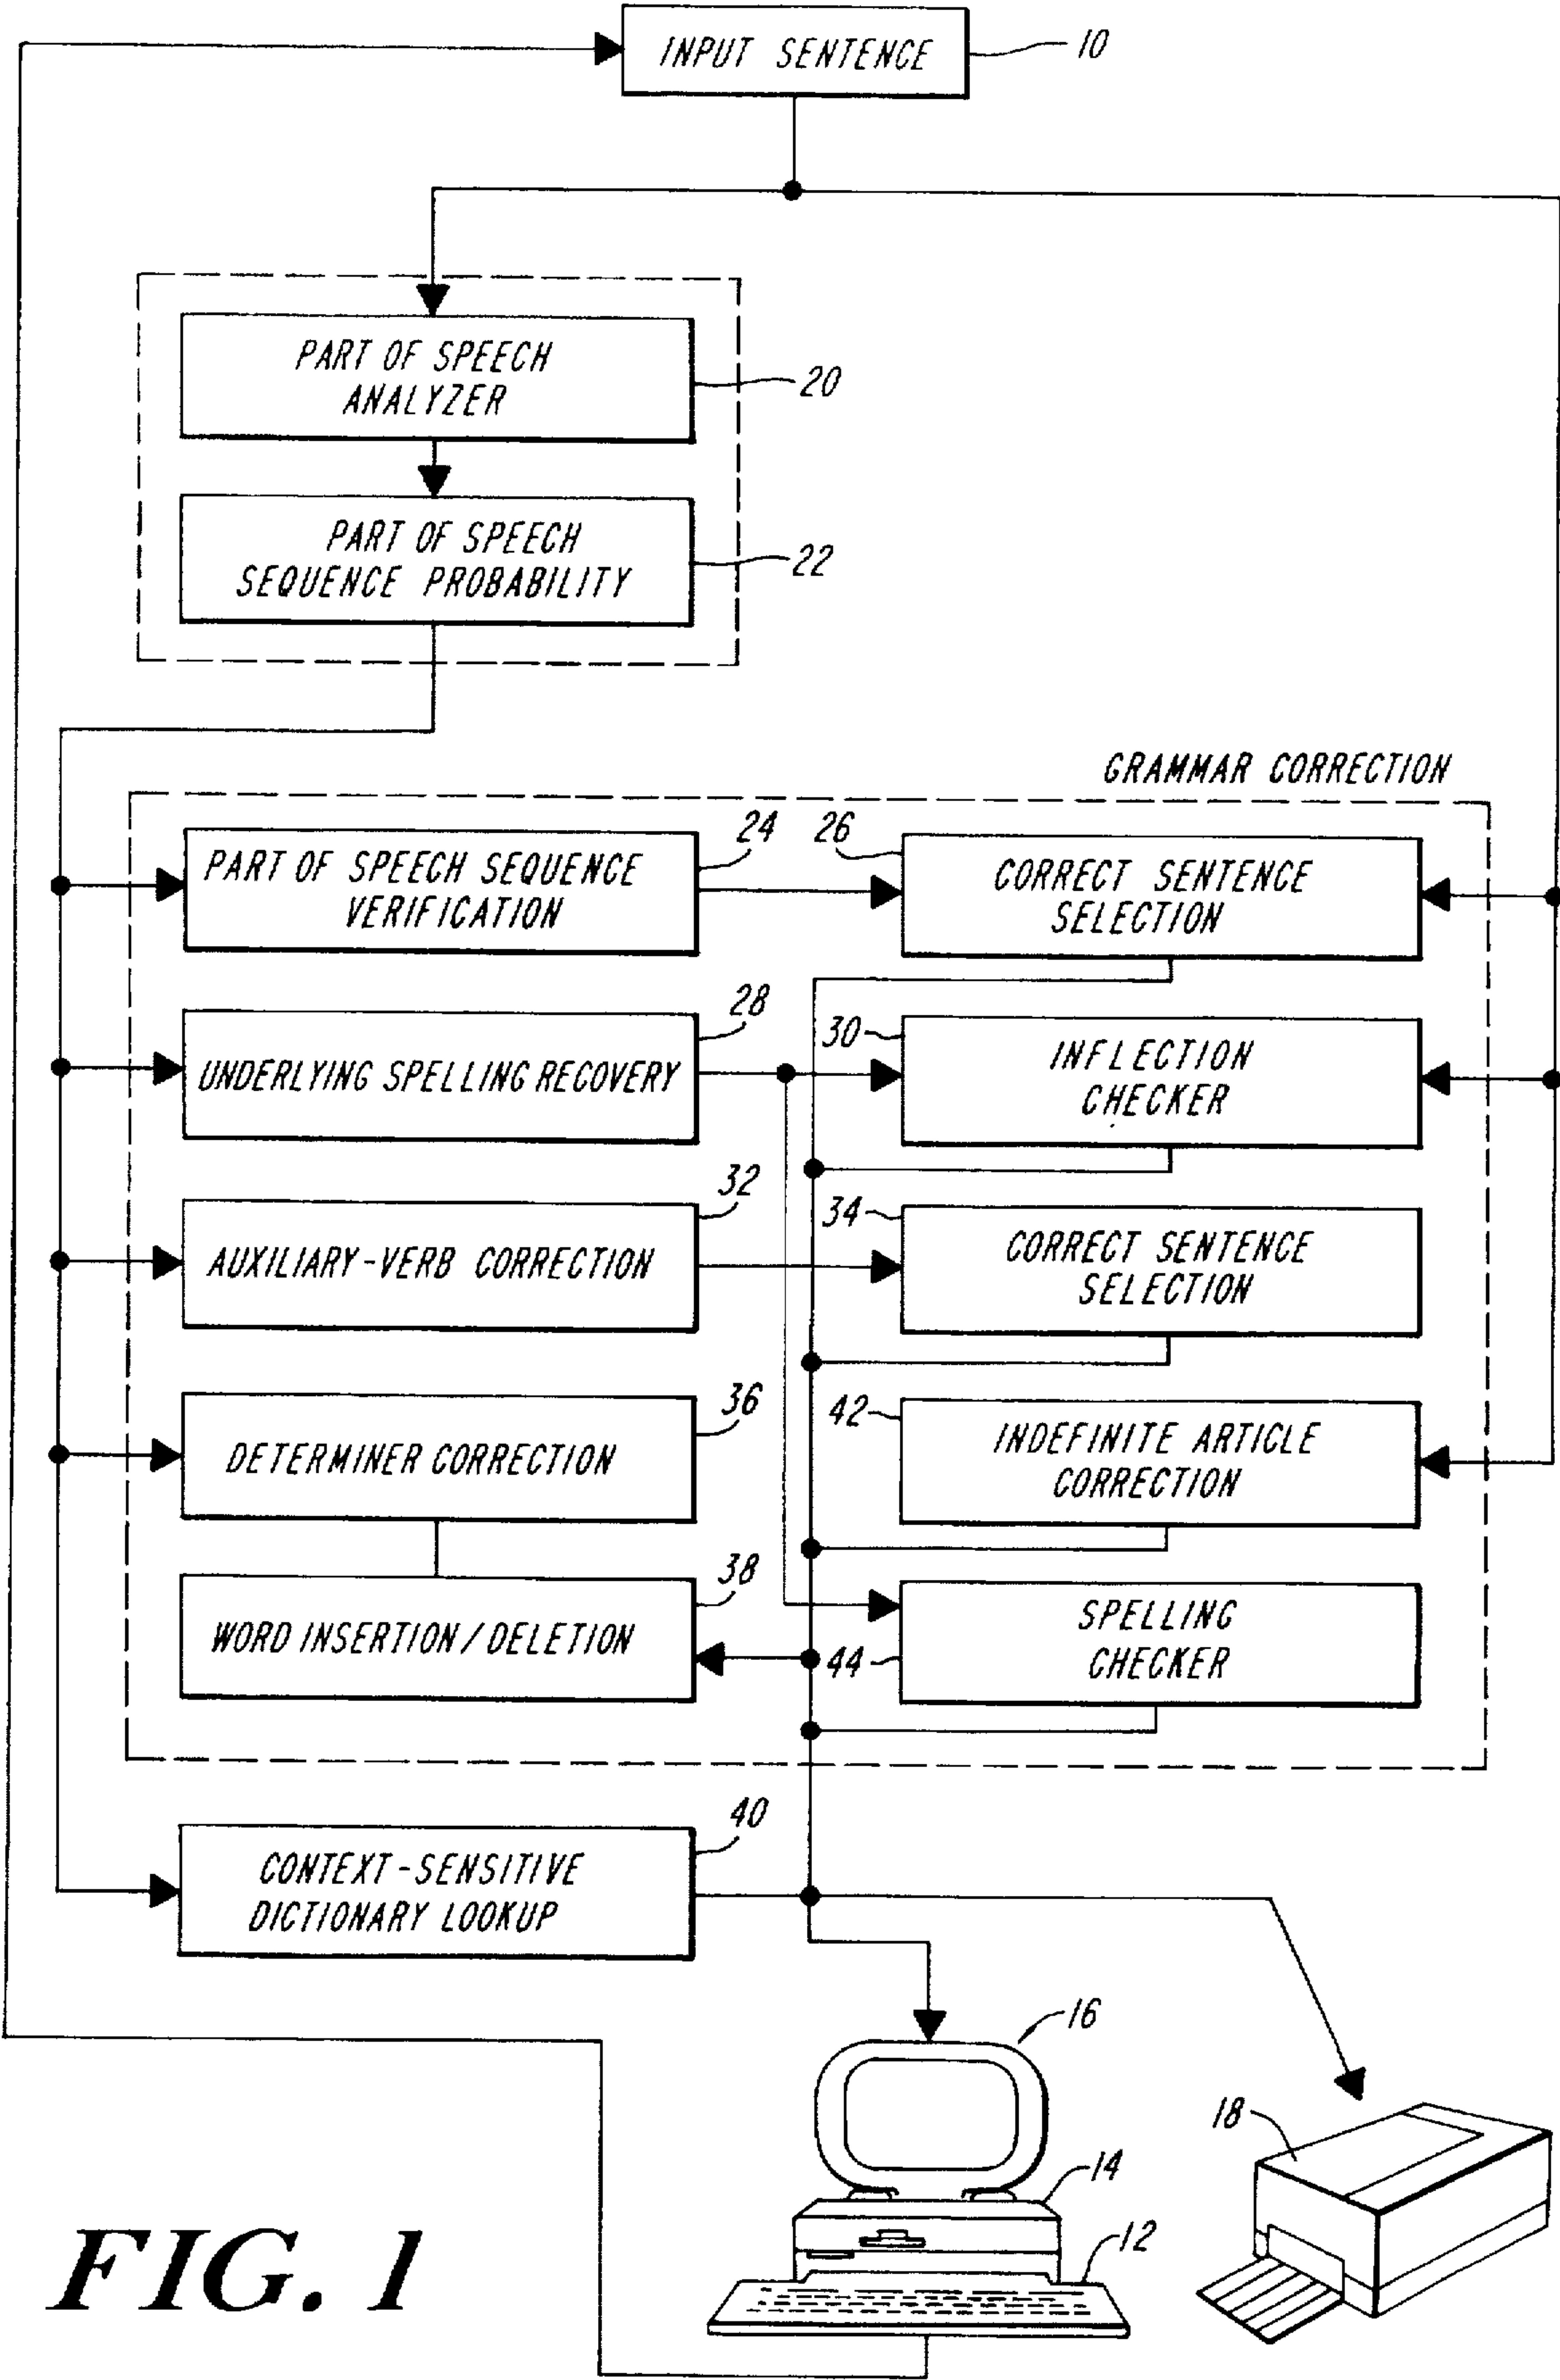 INPUT SENTENCE
10
PART OF SPEECH
ANALYZER
20
PART OF SPEECH
SEQUENCE PROBABILITY
22
GRAMMAR CORRECTION
24
PART OF SPEECH SEQUENCE
VERIFICATION
26
CORRECT SENTENCE
SELECTION
28
UNDERLYING SPELLING RECOVERY
30
INFLECTION
CHECKER
32
AUXILIARY-VERB CORRECTION
34
CORRECT SENTENCE
SELECTION
36
DETERMINER CORRECTION
42
INDEFINITE ARTICLE
CORRECTION
38
WORD INSERTION/DELETION
44
SPELLING
CHECKER
40
CONTEXT-SENSITIVE
DICTIONARY LOOKUP
16
18
14
12
FIG. 1